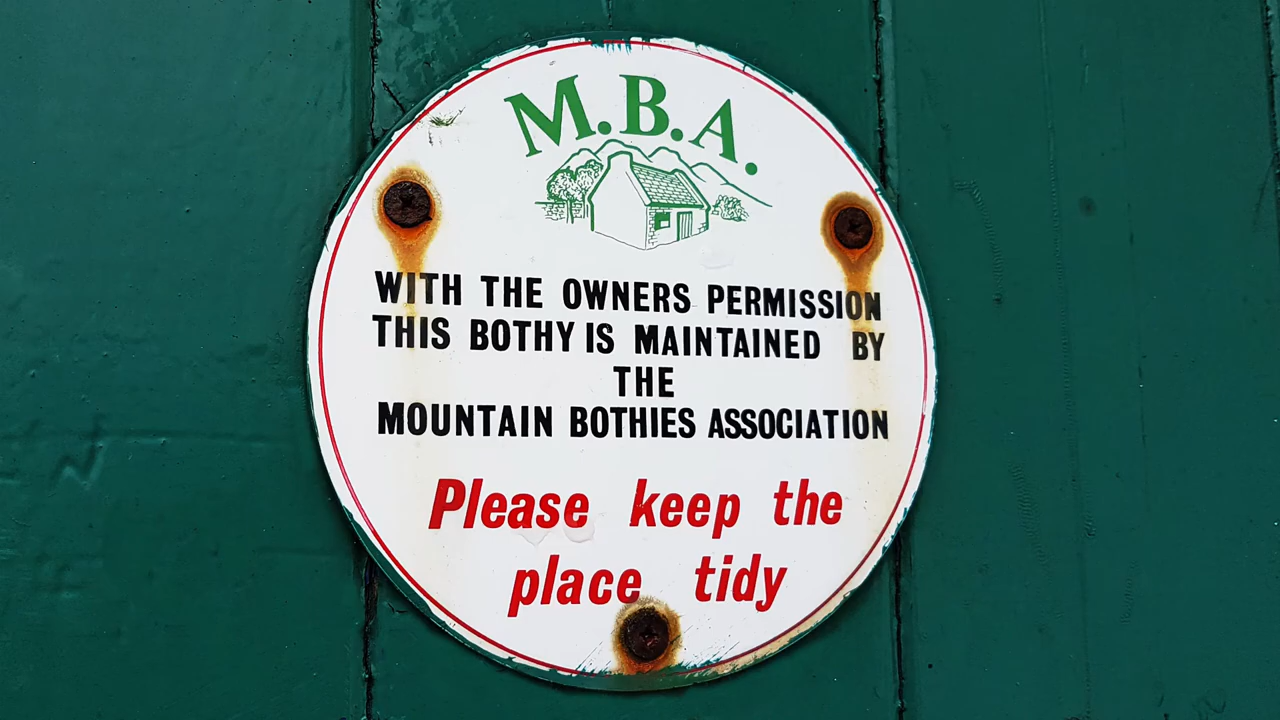 M.B.A.
WITH THE OWNERS PERMISSION
THIS BOTHY IS MAINTAINED BY
THE
MOUNTAIN BOTHIES ASSOCIATION
Please keep the
place tidy